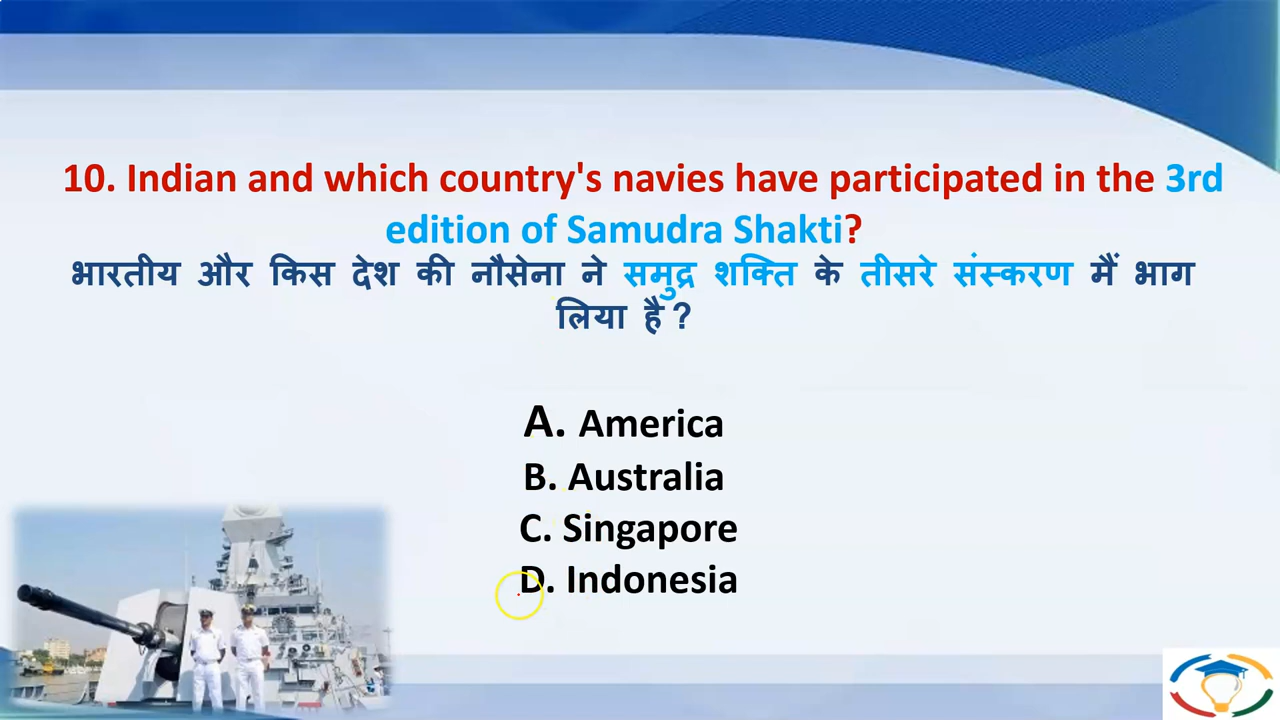 10. Indian and which country's navies have participated in the 3rd
edition of Samudra Shakti?
भारतीय और किस देश की नौसेना ने समुद्र शक्ति के तीसरे संस्करण मैं भाग
लिया है ?
A. America
B. Australia
C. Singapore
D. Indonesia